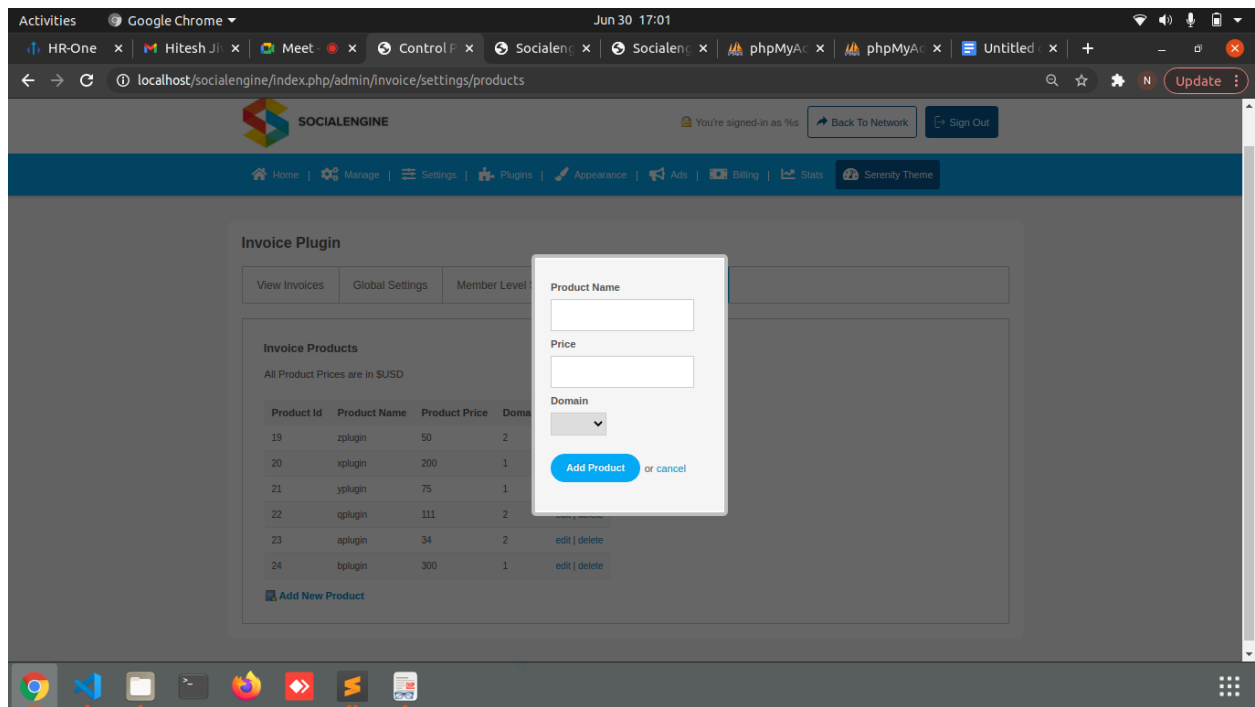 Activities Google Chrome Jun 30 17:01
HR-One Hitesh Ji Meet - Control P Socialeng Socialeng phpMyAd phpMyAd Untitled
localhost/socialengine/index.php/admin/invoice/settings/products N Update
SOCIALENGINE You're signed-in as %s Back To Network Sign Out
Home | Manage | Settings | Plugins | Appearance | Ads | Billing | Stats Serenity Theme
Invoice Plugin
View Invoices Global Settings Member Level
Invoice Products
All Product Prices are in $USD
Product Id Product Name Product Price Doma
19 zplugin 50 2
20 xplugin 200 1
21 yplugin 75 1
22 qplugin 111 2
23 aplugin 34 2 edit | delete
24 bplugin 300 1 edit | delete
Add New Product
Product Name
Price
Domain
Add Product or cancel